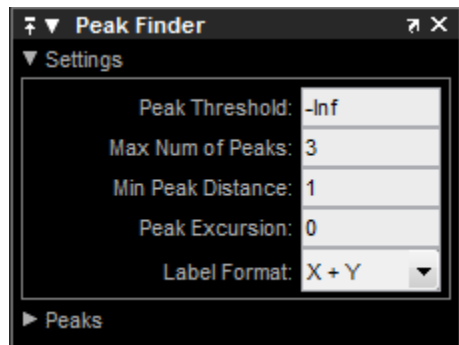 Peak Finder
Settings
Peak Threshold: -Inf
Max Num of Peaks: 3
Min Peak Distance: 1
Peak Excursion: 0
Label Format: X + Y
Peaks